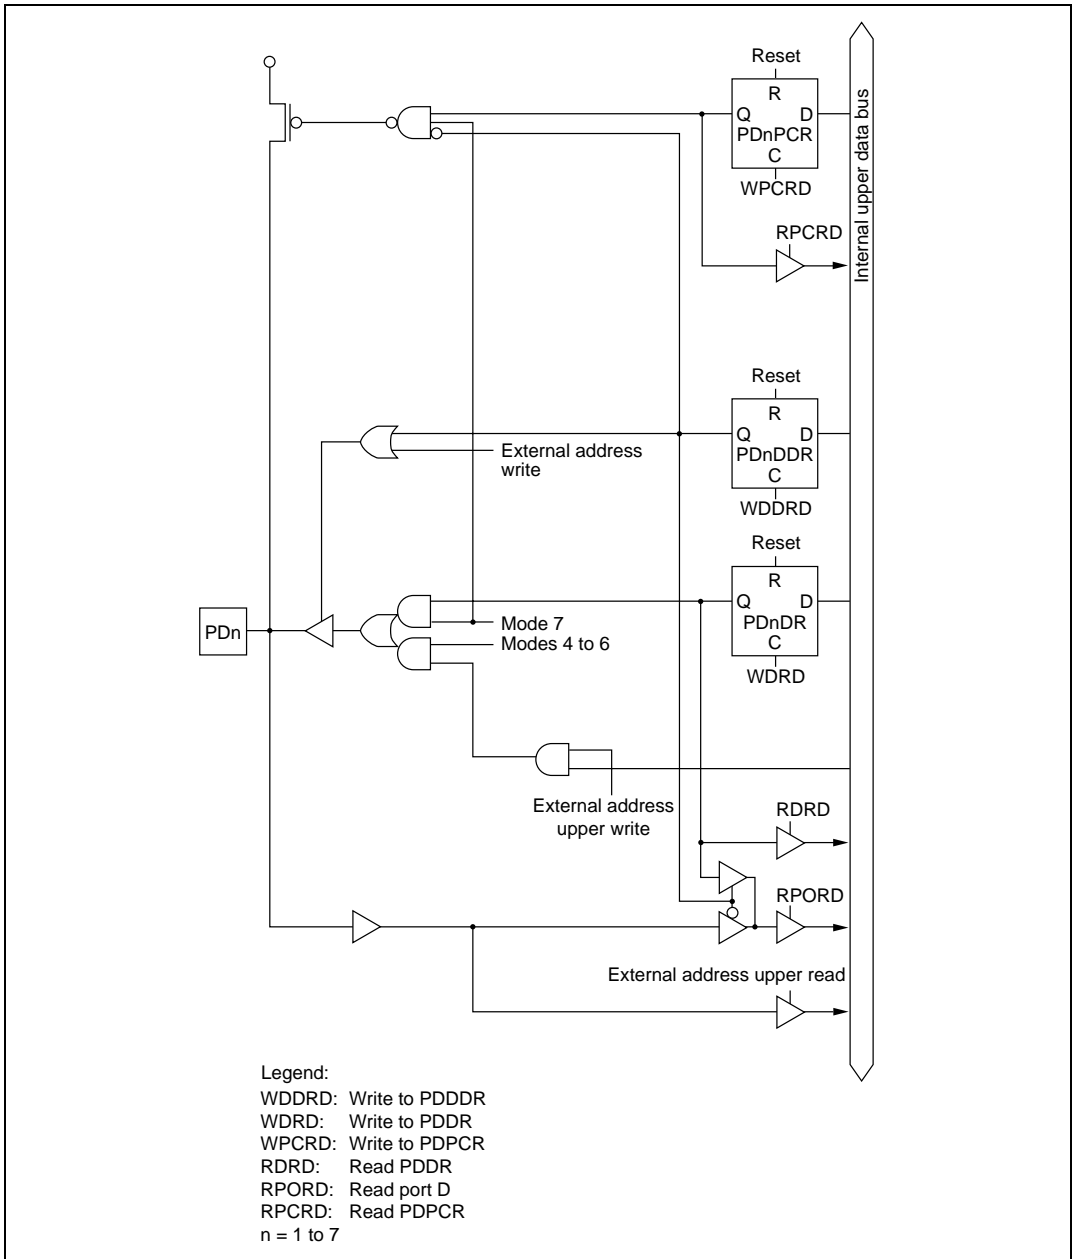 Reset
R
Q D
PDnPCR
C
WPCRD
RPCRD
Internal upper data bus
Reset
R
Q D
PDnDDR
C
WDDRD
External address
write
Reset
R
Q D
PDnDR
C
WDRD
PDn
Mode 7
Modes 4 to 6
External address
upper write
RDRD
RPORD
External address upper read
Legend:
WDDRD: Write to PDDDR
WDRD: Write to PDDR
WPCRD: Write to PDPCR
RDRD: Read PDDR
RPORD: Read port D
RPCRD: Read PDPCR
n = 1 to 7